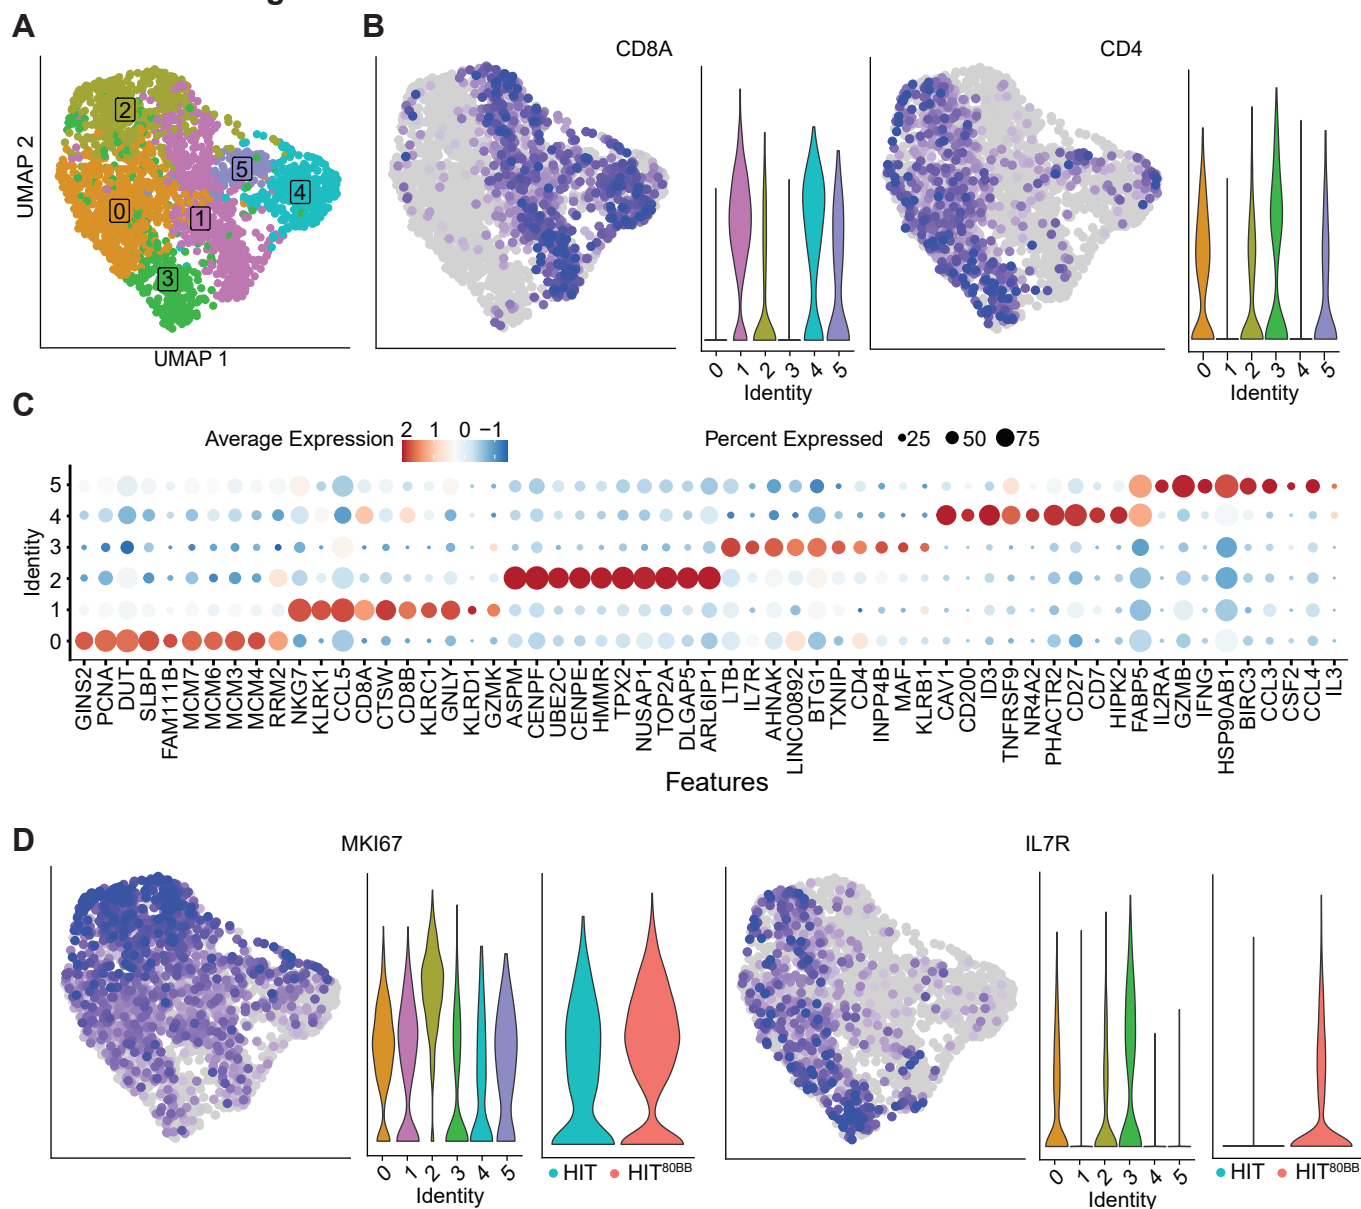 g
A
B
CD8A
CD4
UMAP 2
2
5
4
0
1
3
UMAP 1
0 1 2 3 4 5
Identity
0 1 2 3 4 5
Identity
C
Average Expression 2 1 0 −1
Percent Expressed 25 50 75
Identity
5
4
3
2
1
0
GINS2 PCNA DUT SLBP FAM111B MCM7 MCM6 MCM3 MCM4 RRM2 NKG7 KLRK1 CCL5 CD8A CTSW CD8B KLRC1 GNLY KLRD1 GZMK ASPM CENPF UBE2C CENPE HMMR TPX2 NUSAP1 TOP2A DLGAP5 ARL6IP1 LTB IL7R AHNAK LINC00892 BTG1 TXNIP CD4 INPP4B MAF KLRB1 CAV1 CD200 ID3 TNFRSF9 NR4A2 PHACTR2 CD27 CD7 HIPK2 FABP5 IL2RA GZMB IFNG HSP90AB1 BIRC3 CCL3 CSF2 CCL4 IL3
Features
D
MKI67
IL7R
0 1 2 3 4 5
Identity
HIT HIT80BB
0 1 2 3 4 5
Identity
HIT HIT80BB